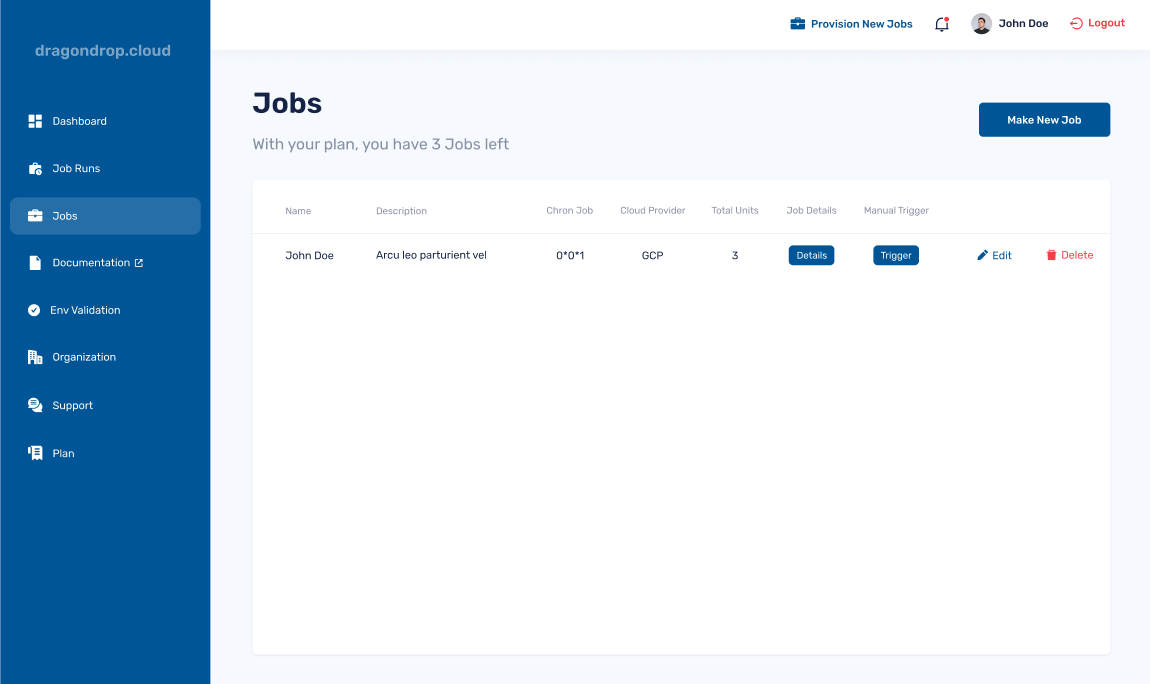 dragondrop.cloud
Dashboard
Job Runs
Jobs
Documentation
Env Validation
Organization
Support
Plan
Provision New Jobs
John Doe
Logout
Jobs
With your plan, you have 3 Jobs left
Make New Job
Name Description Chron Job Cloud Provider Total Units Job Details Manual Trigger
John Doe Arcu leo parturient vel 0*0*1 GCP 3 Details Trigger Edit Delete